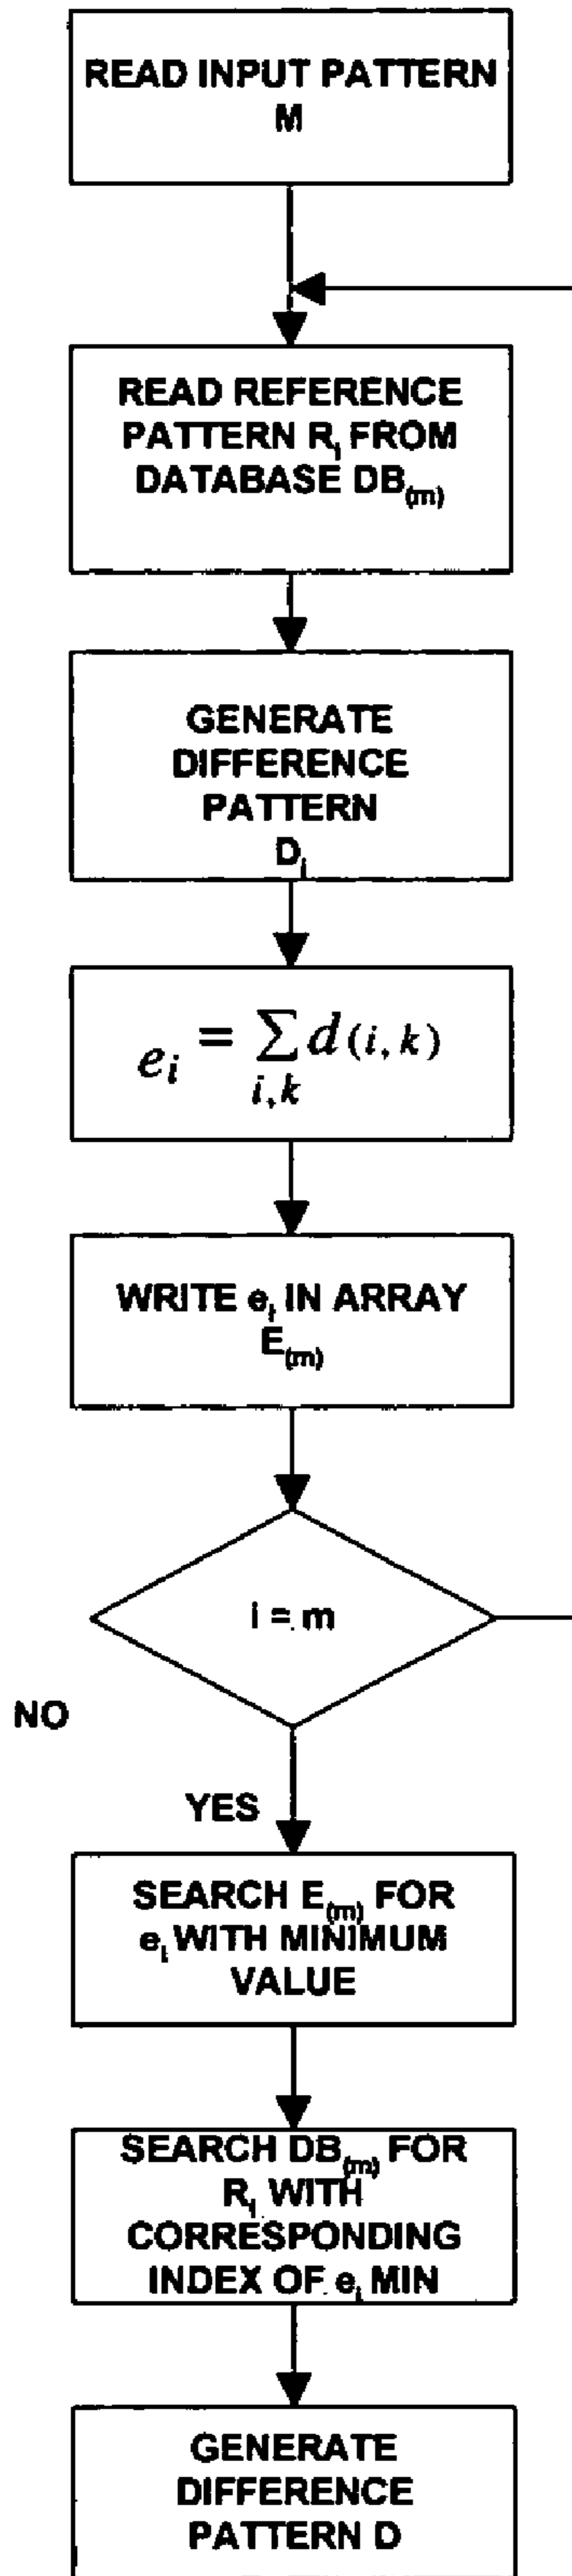 READ INPUT PATTERN
M
READ REFERENCE
PATTERN Rᵢ FROM
DATABASE DB₍ₘ₎
GENERATE
DIFFERENCE
PATTERN
Dᵢ
eᵢ = ∑ d(i, k)
i, k
WRITE eᵢ IN ARRAY
E₍ₘ₎
i = m
NO
YES
SEARCH E₍ₘ₎ FOR
eᵢ WITH MINIMUM
VALUE
SEARCH DB₍ₘ₎ FOR
Rᵢ WITH
CORRESPONDING
INDEX OF eᵢ MIN
GENERATE
DIFFERENCE
PATTERN D